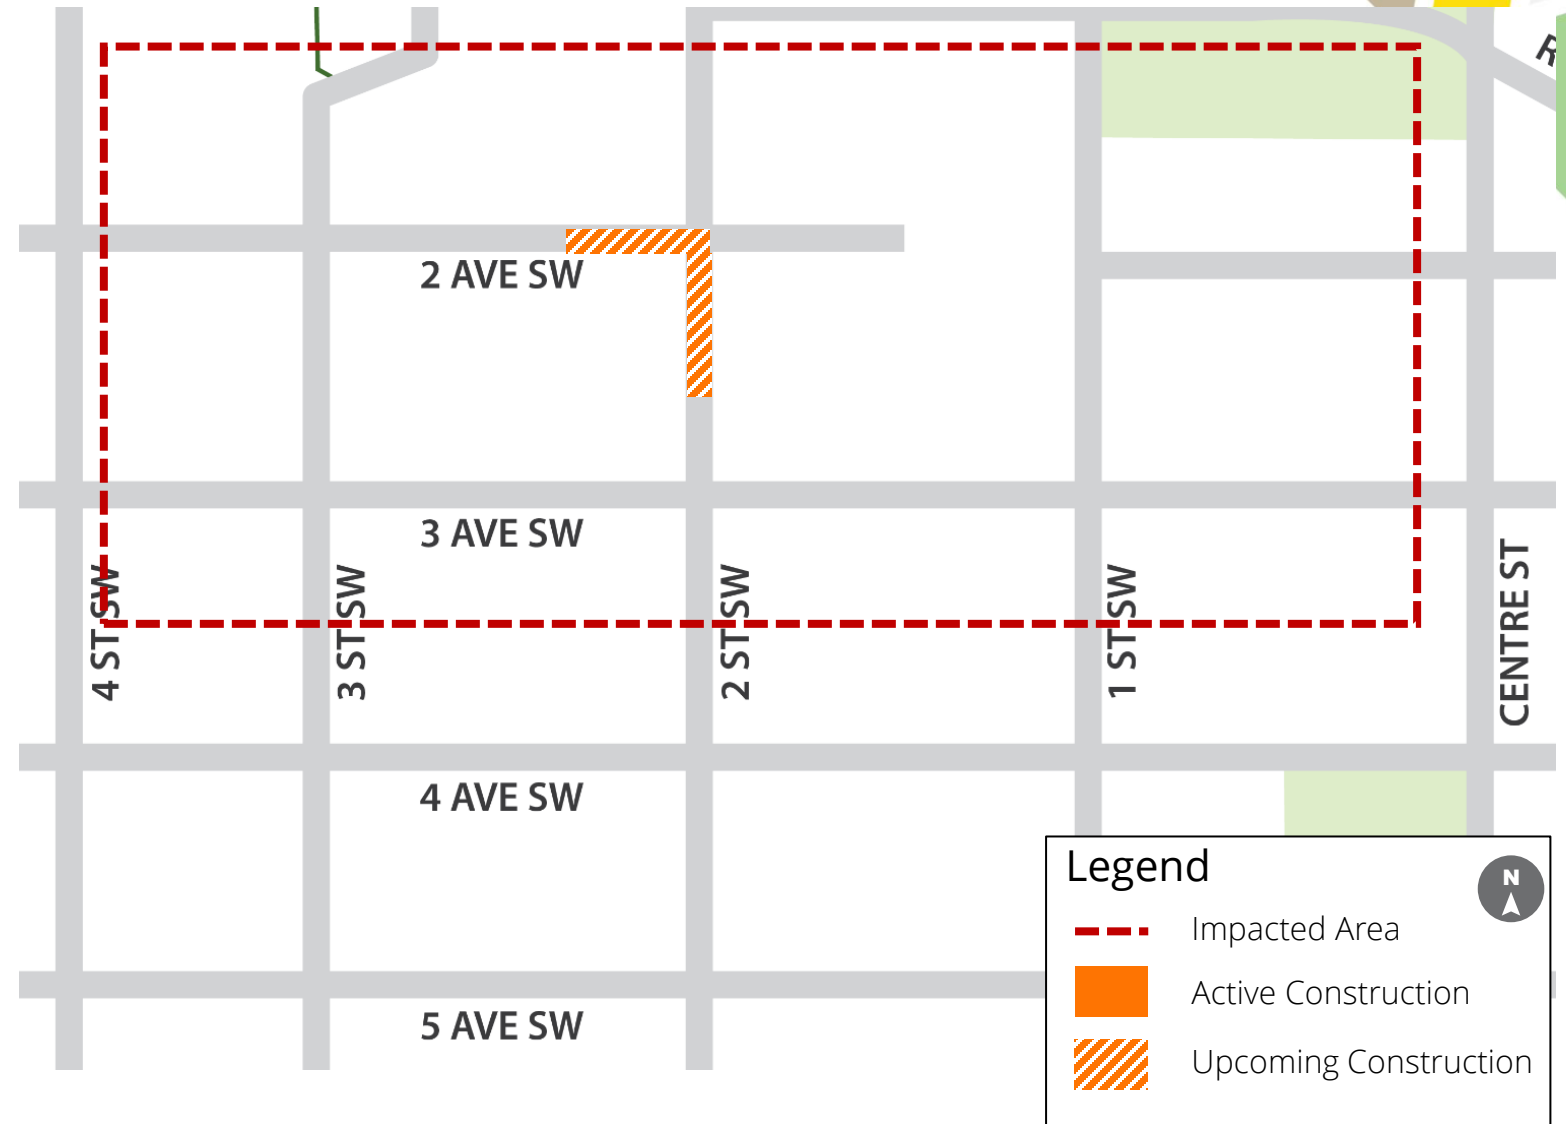 R
2 AVE SW
3 AVE SW
4 ST SW
3 ST SW
2 ST SW
1 ST SW
CENTRE ST
4 AVE SW
5 AVE SW
Legend
N
Impacted Area
Active Construction
Upcoming Construction